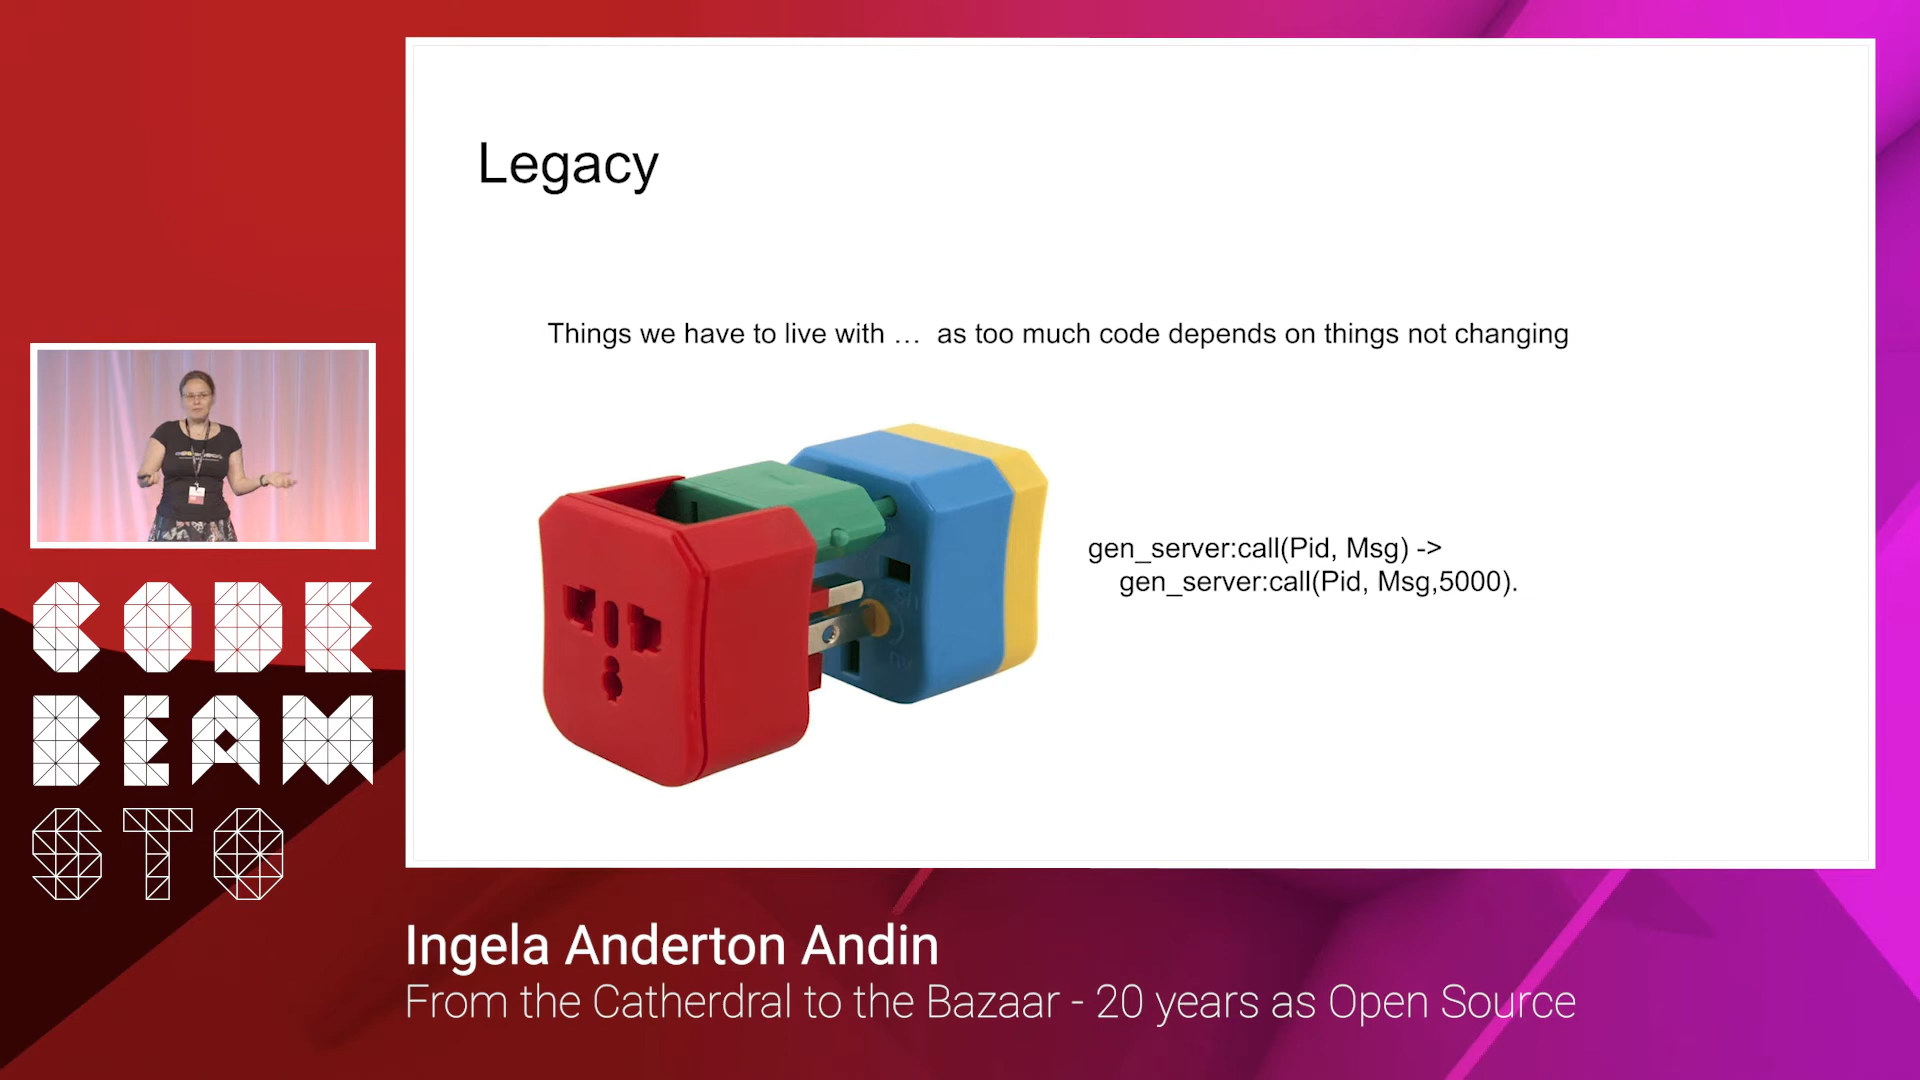 Legacy
Things we have to live with … as too much code depends on things not changing
gen_server:call(Pid, Msg) ->
gen_server:call(Pid, Msg,5000).
CODE
BEAM
STO
Ingela Anderton Andin
From the Catherdral to the Bazaar - 20 years as Open Source